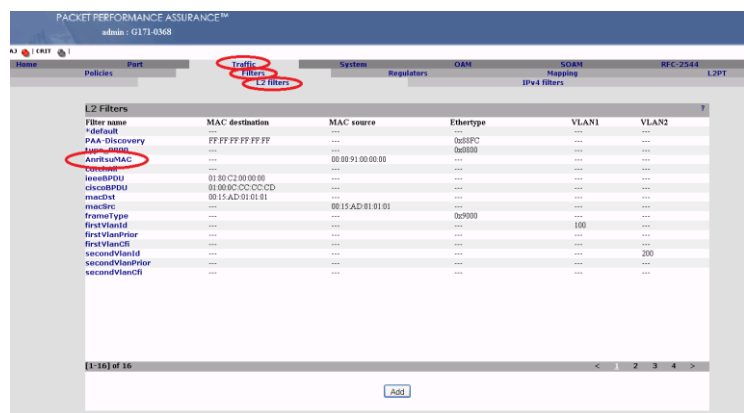 PACKET PERFORMANCE ASSURANCE™
admin : G171-0368
AJ | CRIT |
Home Port Traffic System OAM SOAM RFC-2544
Policies Filters Regulators Mapping L2PT
L2 filters IPv4 filters
L2 Filters ?
Filter name MAC destination MAC source Ethertype VLAN1 VLAN2
*default --- --- --- --- ---
PAA-Discovery FF:FF:FF:FF:FF:FF --- 0x88FC --- ---
--- --- 0x0800 --- ---
AnritsuMAC --- 00:00:91:00:00:00 --- --- ---
catchAll --- --- --- --- ---
ieeeBPDU 01:80:C2:00:00:00 --- --- --- ---
ciscoBPDU 01:00:0C:CC:CC:CD --- --- --- ---
macDst 00:15:AD:01:01:01 --- --- --- ---
macSrc --- 00:15:AD:01:01:01 --- --- ---
frameType --- --- 0x9000 --- ---
firstVlanId --- --- --- 100 ---
firstVlanPrior --- --- --- --- ---
firstVlanCfi --- --- --- --- ---
secondVlanId --- --- --- --- 200
secondVlanPrior --- --- --- --- ---
secondVlanCfi --- --- --- --- ---
[1-16] of 16 < 1 2 3 4 >
Add